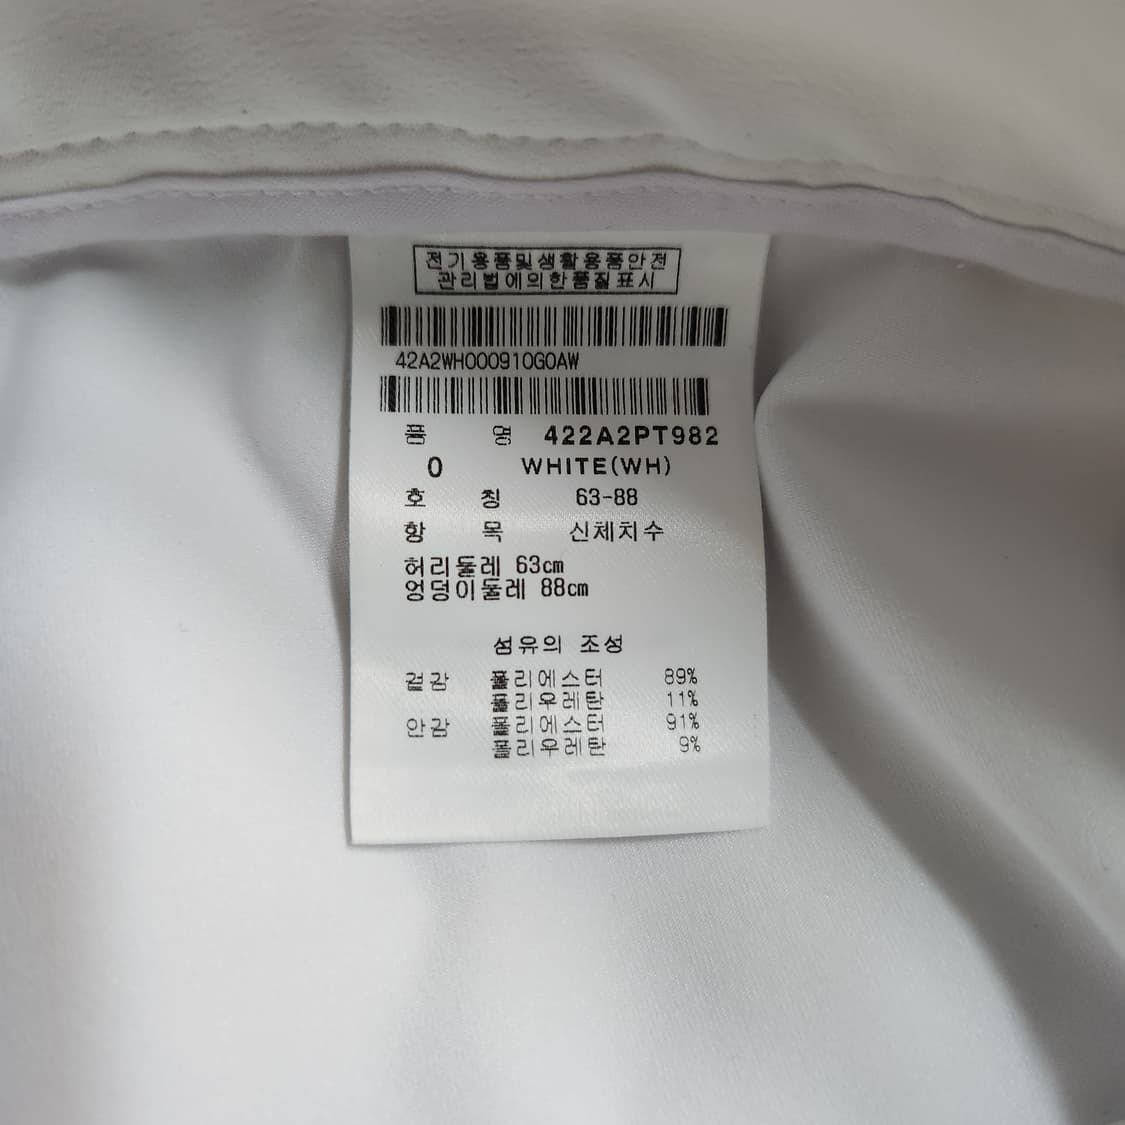 전기용품및생활용품안전
관리법에의한품질표시
42A2WH000910G0AW
품 명 422A2PT982
0 WHITE(WH)
호 칭 63-88
항 목 신체치수
허리둘레 63cm
엉덩이둘레 88cm
섬유의 조성
겉감 폴리에스터 89%
폴리우레탄 11%
안감 폴리에스터 91%
폴리우레탄 9%